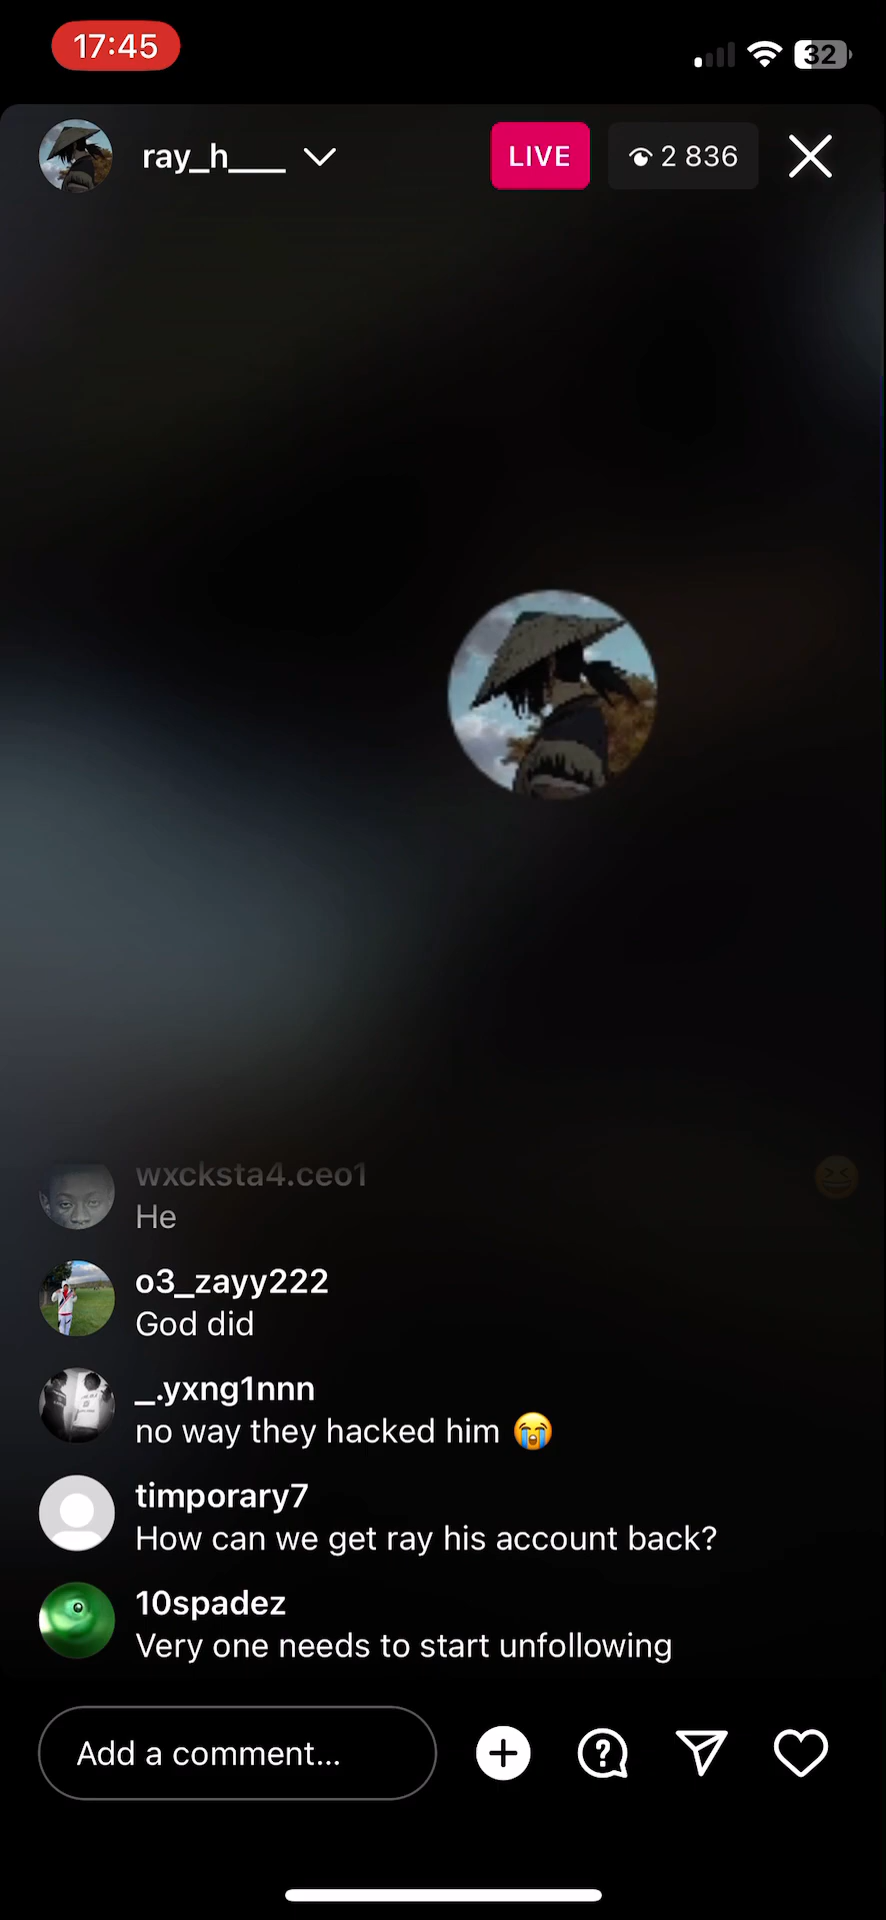 17:45
32
ray_h___
LIVE
2 836
wxcksta4.ceo1
He
o3_zayy222
God did
_.yxng1nnn
no way they hacked him 😭
timporary7
How can we get ray his account back?
10spadez
Very one needs to start unfollowing
Add a comment...